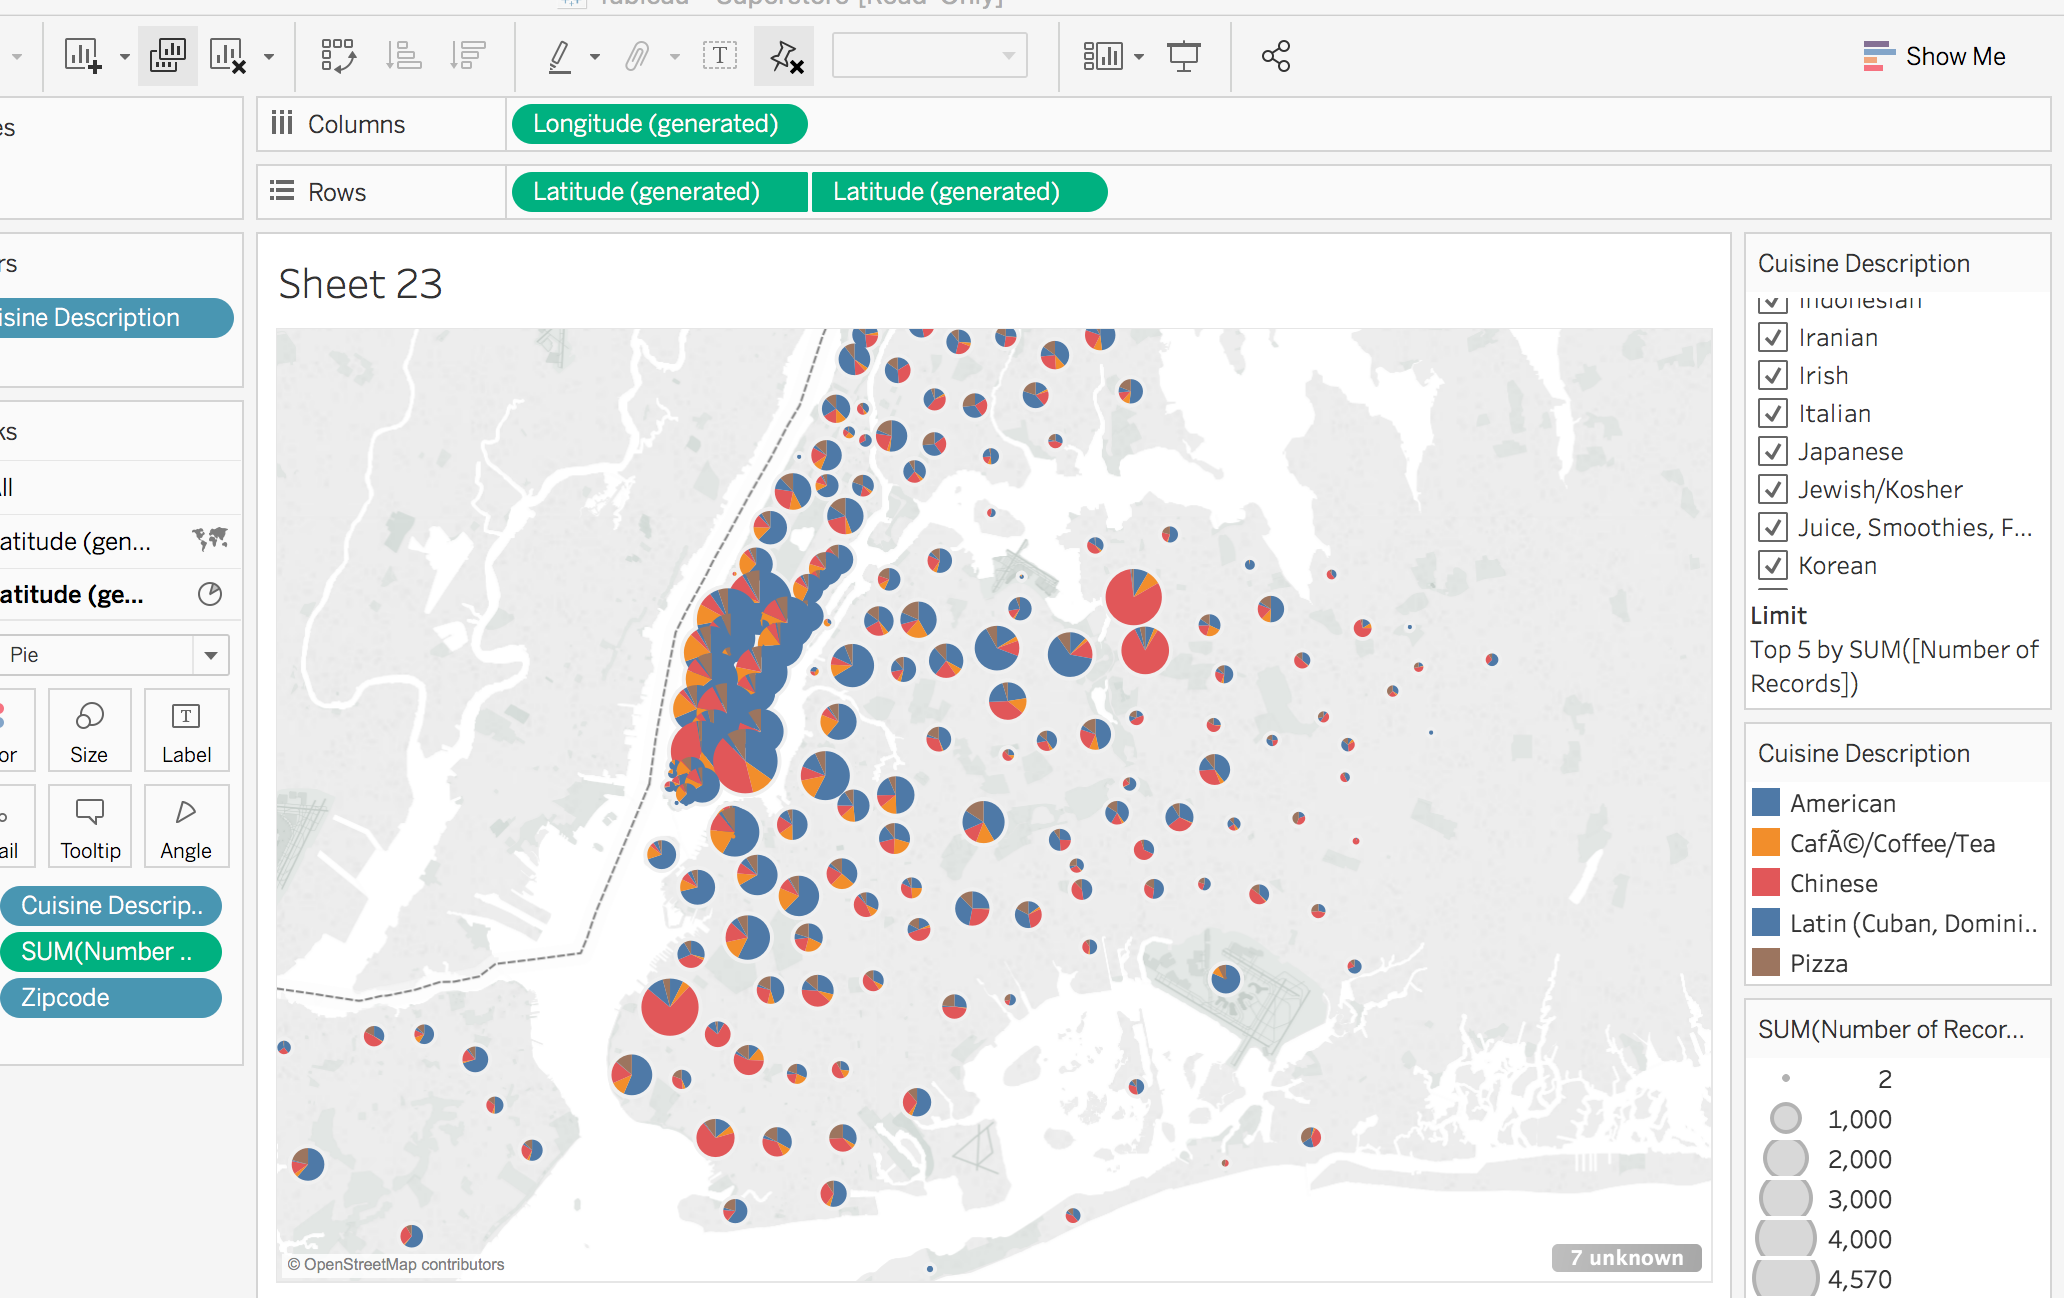 Tableau - Superstore [Read-Only]
Show Me
es
Columns
Longitude (generated)
Rows
Latitude (generated)
Latitude (generated)
rs
isine Description
Sheet 23
ks
ll
atitude (gen...
atitude (ge...
Pie
or
Size
Label
ail
Tooltip
Angle
Cuisine Descrip..
SUM(Number ..
Zipcode
© OpenStreetMap contributors
7 unknown
Cuisine Description
Indonesian
Iranian
Irish
Italian
Japanese
Jewish/Kosher
Juice, Smoothies, F...
Korean
Limit
Top 5 by SUM([Number of
Records])
Cuisine Description
American
CafÃ©/Coffee/Tea
Chinese
Latin (Cuban, Domini..
Pizza
SUM(Number of Recor...
2
1,000
2,000
3,000
4,000
4,570